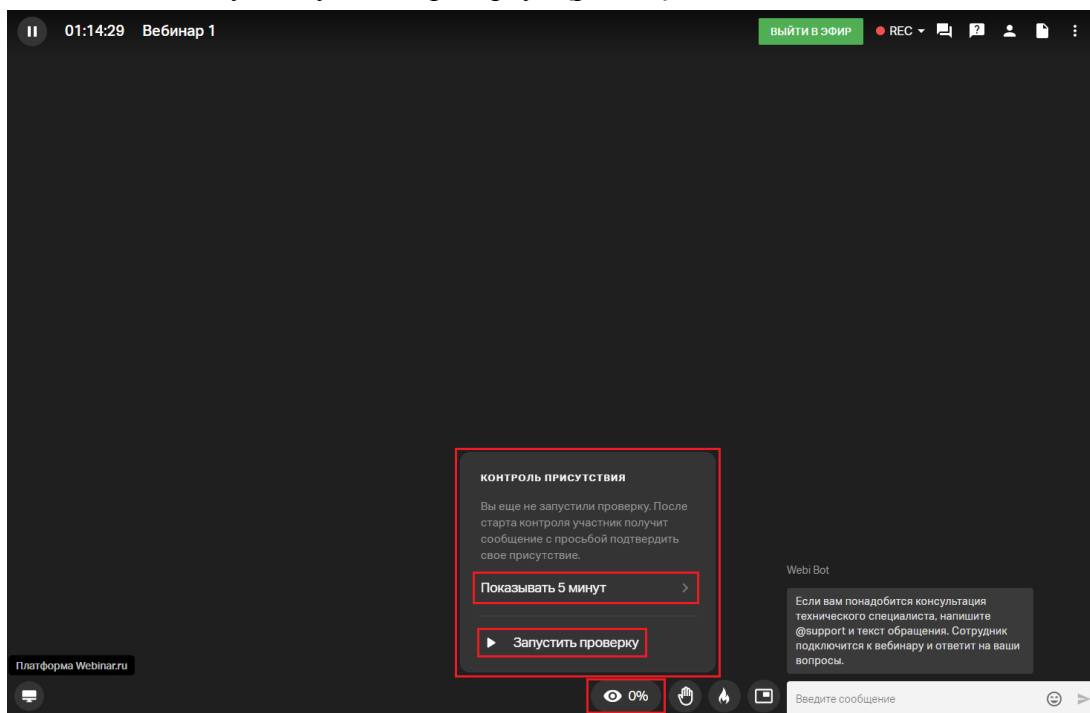 01:14:29 Вебинар 1
ВЫЙТИ В ЭФИР
REC
КОНТРОЛЬ ПРИСУТСТВИЯ
Вы еще не запустили проверку. После
старта контроля участник получит
сообщение с просьбой подтвердить
свое присутствие.
Показывать 5 минут
Запустить проверку
Webi Bot
Если вам понадобится консультация
технического специалиста, напишите
@support и текст обращения. Сотрудник
подключится к вебинару и ответит на ваши
вопросы.
Платформа Webinar.ru
0%
Введите сообщение